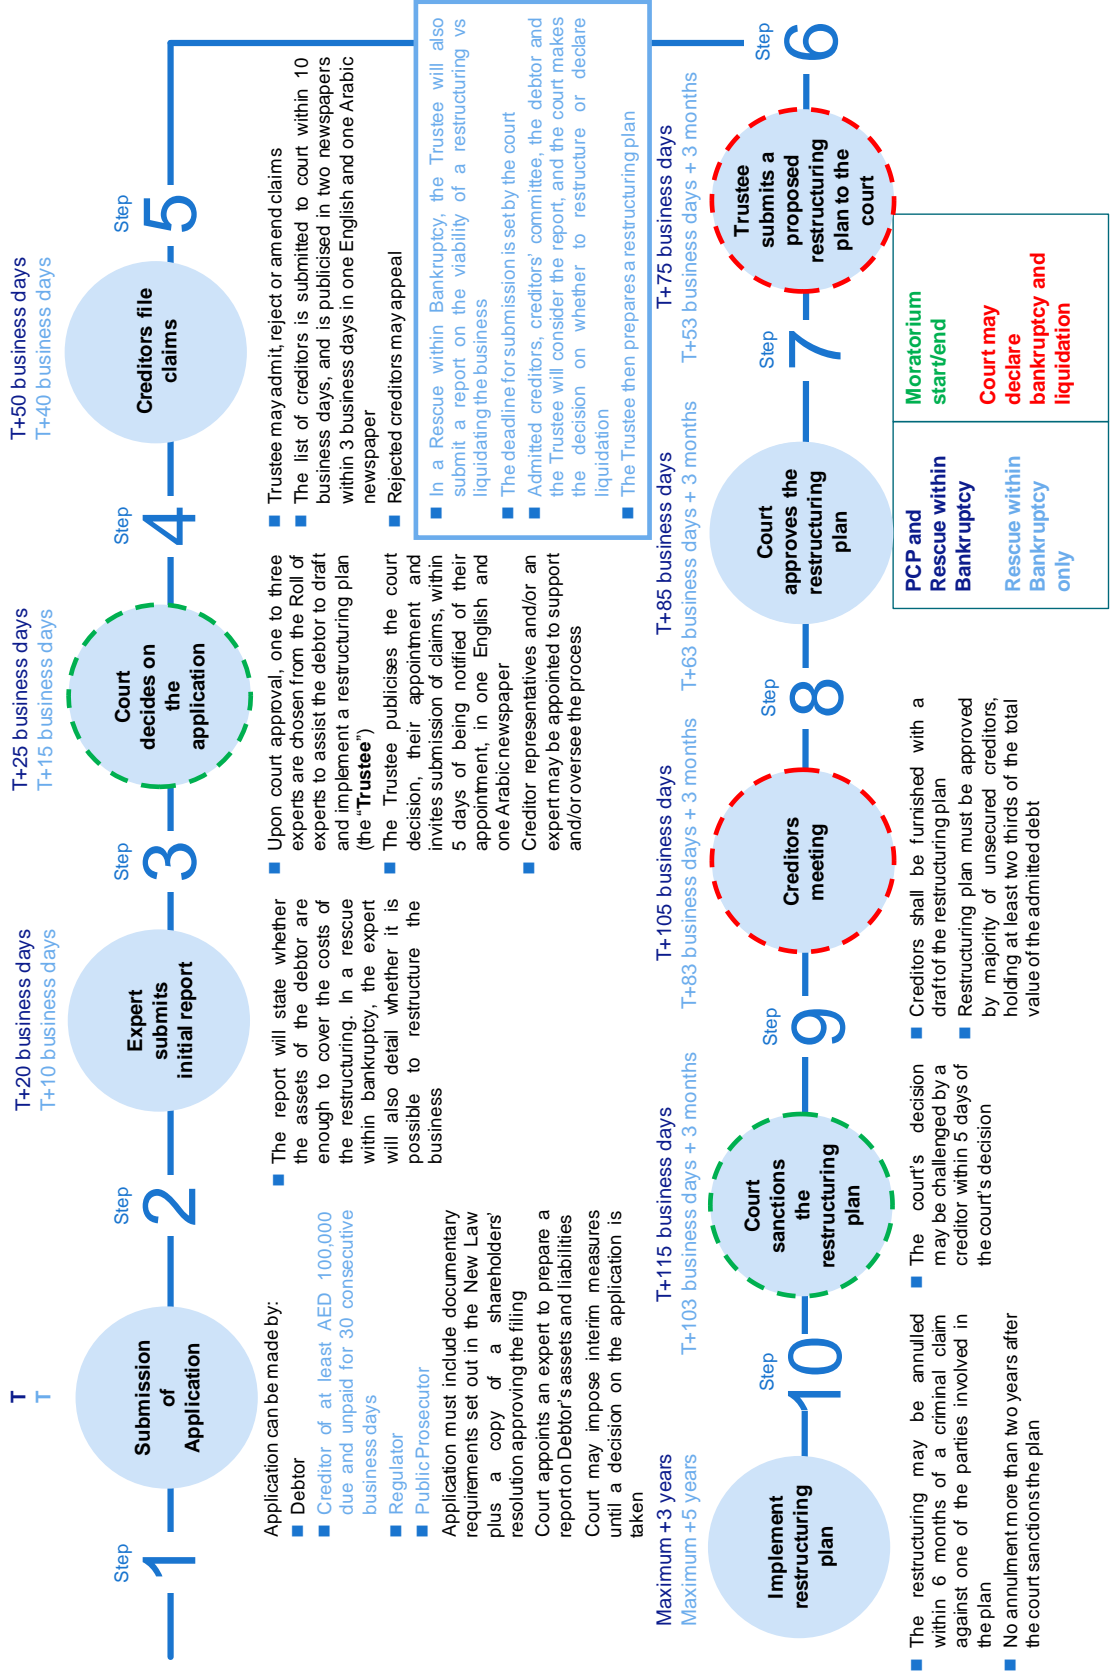 T
T
Step
1
Submission
of
Application
Application can be made by:
Debtor
Creditor of at least AED 100,000
due and unpaid for 30 consecutive
business days
Regulator
Public Prosecutor
Application must include documentary
requirements set out in the New Law
plus a copy of a shareholders'
resolution approving the filing
Court appoints an expert to prepare a
report on Debtor's assets and liabilities
Court may impose interim measures
until a decision on the application is
taken
T+20 business days
T+10 business days
Step
2
Expert
submits
initial report
The report will state whether
the assets of the debtor are
enough to cover the costs of
the restructuring. In a rescue
within bankruptcy, the expert
will also detail whether it is
possible to restructure the
business
T+25 business days
T+15 business days
Step
3
Court
decides on
the
application
Upon court approval, one to three
experts are chosen from the Roll of
experts to assist the debtor to draft
and implement a restructuring plan
(the "Trustee")
The Trustee publicises the court
decision, their appointment and
invites submission of claims, within
5 days of being notified of their
appointment, in one English and
one Arabic newspaper
Creditor representatives and/or an
expert may be appointed to support
and/or oversee the process
T+50 business days
T+40 business days
Step
4
Creditors file
claims
Trustee may admit, reject or amend claims
The list of creditors is submitted to court within 10
business days, and is publicised in two newspapers
within 3 business days in one English and one Arabic
newspaper
Rejected creditors may appeal
Step
5
In a Rescue within Bankruptcy, the Trustee will also
submit a report on the viability of a restructuring vs
liquidating the business
The deadline for submission is set by the court
Admitted creditors, creditors' committee, the debtor and
the Trustee will consider the report, and the court makes
the decision on whether to restructure or declare
liquidation
The Trustee then prepares a restructuring plan
T+75 business days
T+53 business days + 3 months
Step
6
Trustee
submits a
proposed
restructuring
plan to the
court
T+85 business days
T+63 business days + 3 months
Step
7
Court
approves the
restructuring
plan
T+105 business days
T+83 business days + 3 months
Step
8
Creditors
meeting
Creditors shall be furnished with a
draft of the restructuring plan
Restructuring plan must be approved
by majority of unsecured creditors,
holding at least two thirds of the total
value of the admitted debt
T+115 business days
T+103 business days + 3 months
Step
9
Court
sanctions
the
restructuring
plan
The court's decision
may be challenged by a
creditor within 5 days of
the court's decision
Maximum +3 years
Maximum +5 years
Step
10
Implement
restructuring
plan
The restructuring may be annulled
within 6 months of a criminal claim
against one of the parties involved in
the plan
No annulment more than two years after
the court sanctions the plan
PCP and
Rescue within
Bankruptcy
Rescue within
Bankruptcy
only
Moratorium
start/end
Court may
declare
bankruptcy and
liquidation